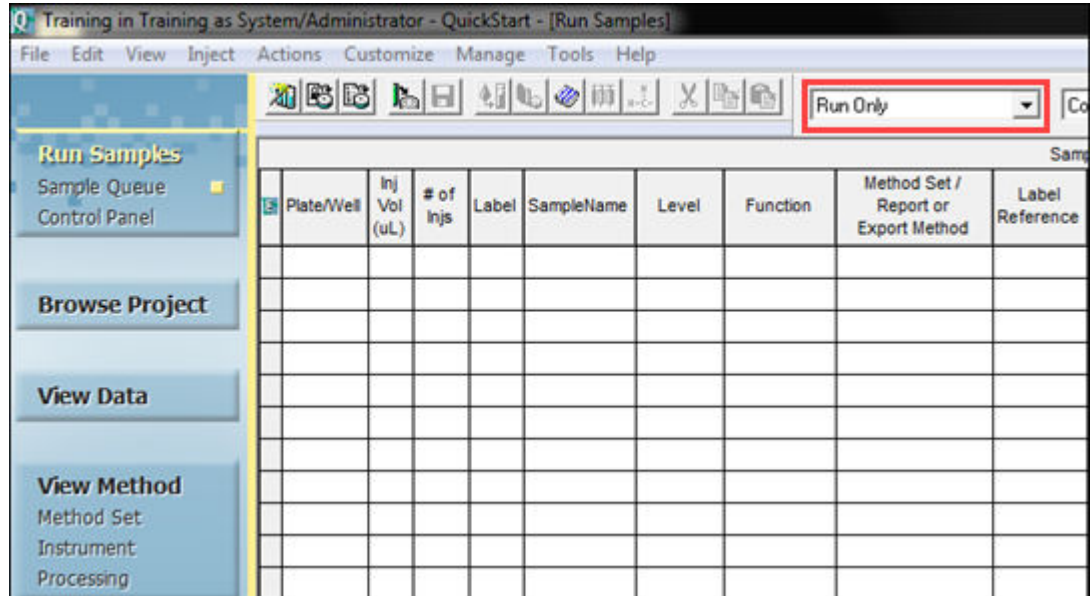 Training in Training as System/Administrator - QuickStart - [Run Samples]
File Edit View Inject Actions Customize Manage Tools Help
Run Only
Run Samples
Sample Queue
Control Panel
Browse Project
View Data
View Method
Method Set
Instrument
Processing
Plate/Well
Inj
Vol
(uL)
# of
Injs
Label
SampleName
Level
Function
Method Set /
Report or
Export Method
Label
Reference